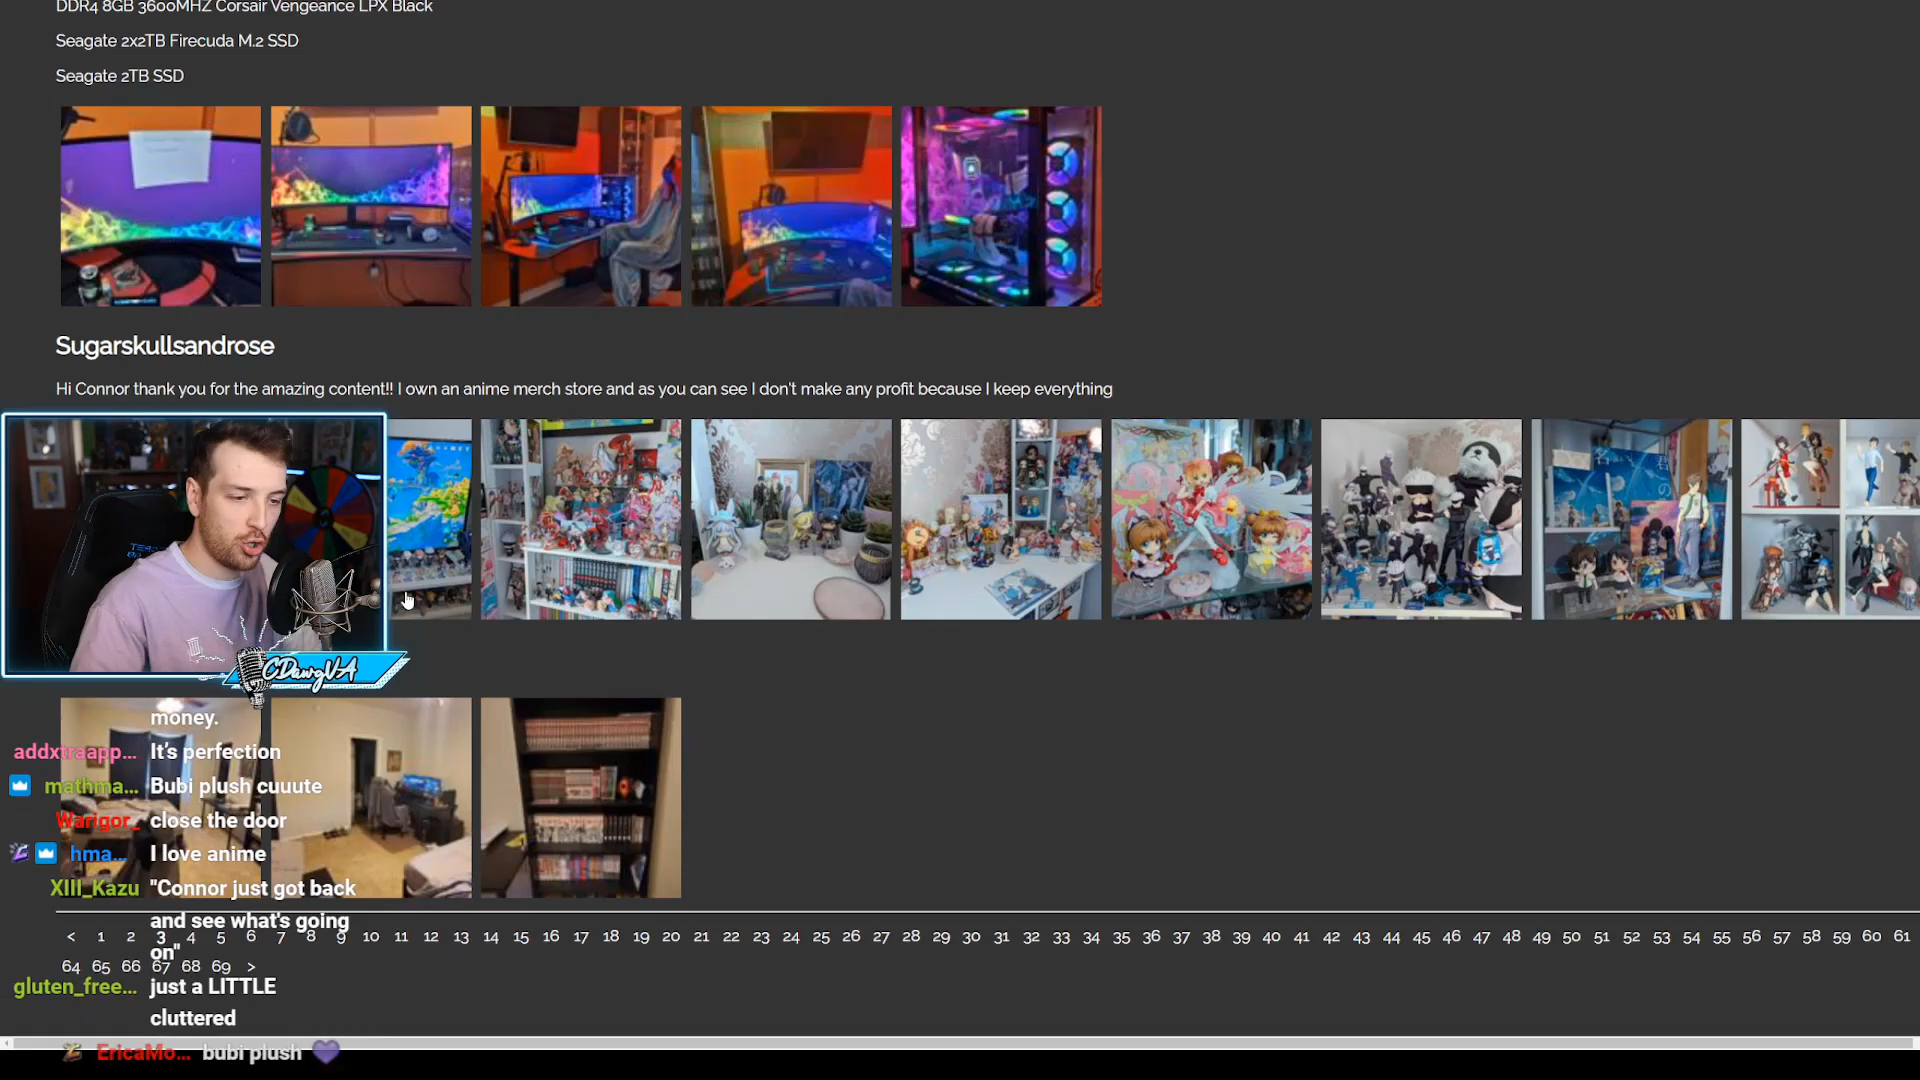 DDR4 8GB 3600MHZ Corsair Vengeance LPX Black
Seagate 2x2TB Firecuda M.2 SSD
Seagate 2TB SSD
Sugarskullsandrose
Hi Connor thank you for the amazing content!! I own an anime merch store and as you can see I don't make any profit because I keep everything
CDawgVA
money.
addxtraapp... It's perfection
mathma... Bubi plush cuuute
Warigor_ close the door
hma... I love anime
XIII_Kazu "Connor just got back
and see what's going
on"
< 1 2 3 4 5 6 7 8 9 10 11 12 13 14 15 16 17 18 19 20 21 22 23 24 25 26 27 28 29 30 31 32 33 34 35 36 37 38 39 40 41 42 43 44 45 46 47 48 49 50 51 52 53 54 55 56 57 58 59 60 61
64 65 66 67 68 69 >
gluten_free... just a LITTLE
cluttered
EricaMo... bubi plush